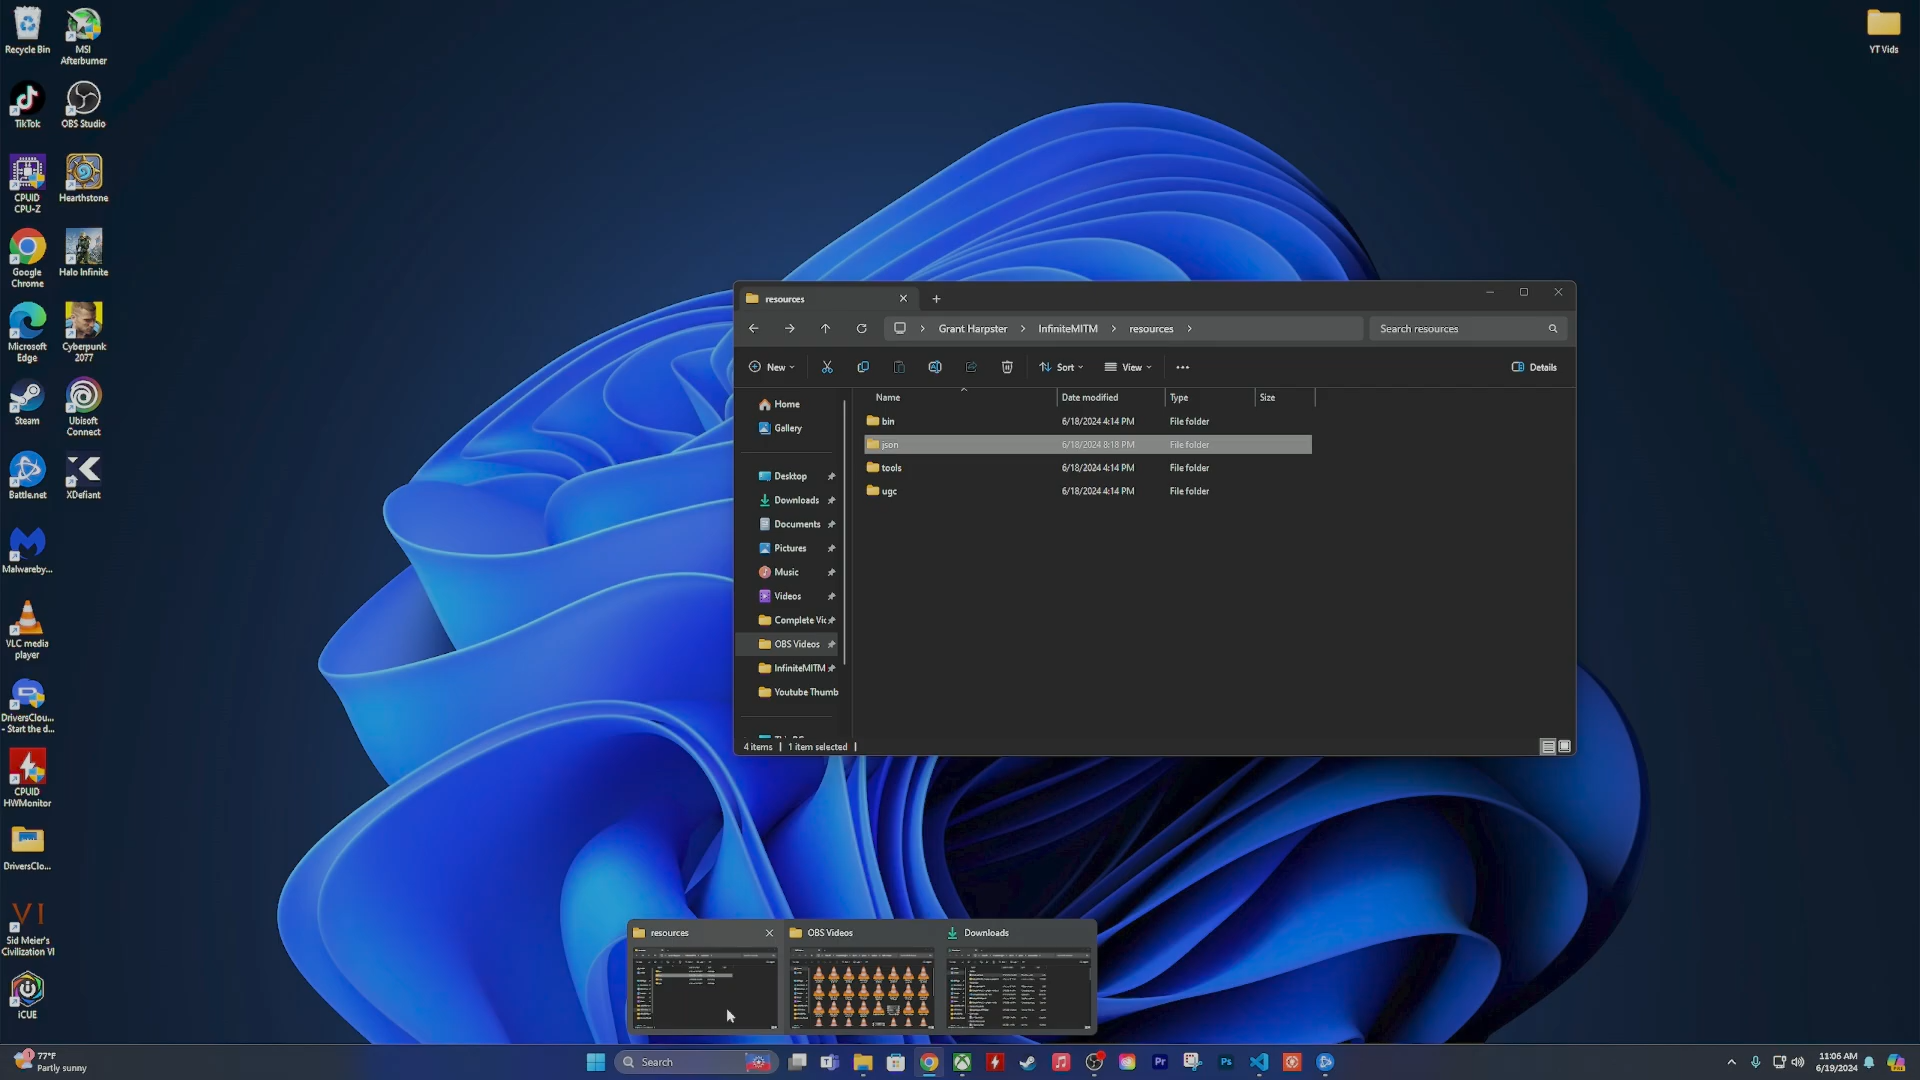 Recycle Bin
MSI
Afterburner
TikTok
OBS Studio
CPUID
CPU-Z
Hearthstone
Google
Chrome
Halo Infinite
Microsoft
Edge
Cyberpunk
2077
Steam
Ubisoft
Connect
Battle.net
XDefiant
Malwareby...
VLC media
player
DriversClou...
- Start the d...
CPUID
HWMonitor
DriversClo...
VI
Sid Meier's
Civilization VI
iCUE
YT Vids
resources
Grant Harpster
InfiniteMITM
resources
Search resources
New
Sort
View
Details
Name
Date modified
Type
Size
Home
Gallery
Desktop
Downloads
Documents
Pictures
Music
Videos
Complete Vic
OBS Videos
InfiniteMITM
Youtube Thumb
bin 6/18/2024 4:14 PM File folder
json 6/18/2024 8:18 PM File folder
tools 6/18/2024 4:14 PM File folder
ugc 6/18/2024 4:14 PM File folder
4 items
1 item selected
resources
OBS Videos
Downloads
1
77°F
Partly sunny
Search
Pr
Ps
11:06 AM
6/19/2024